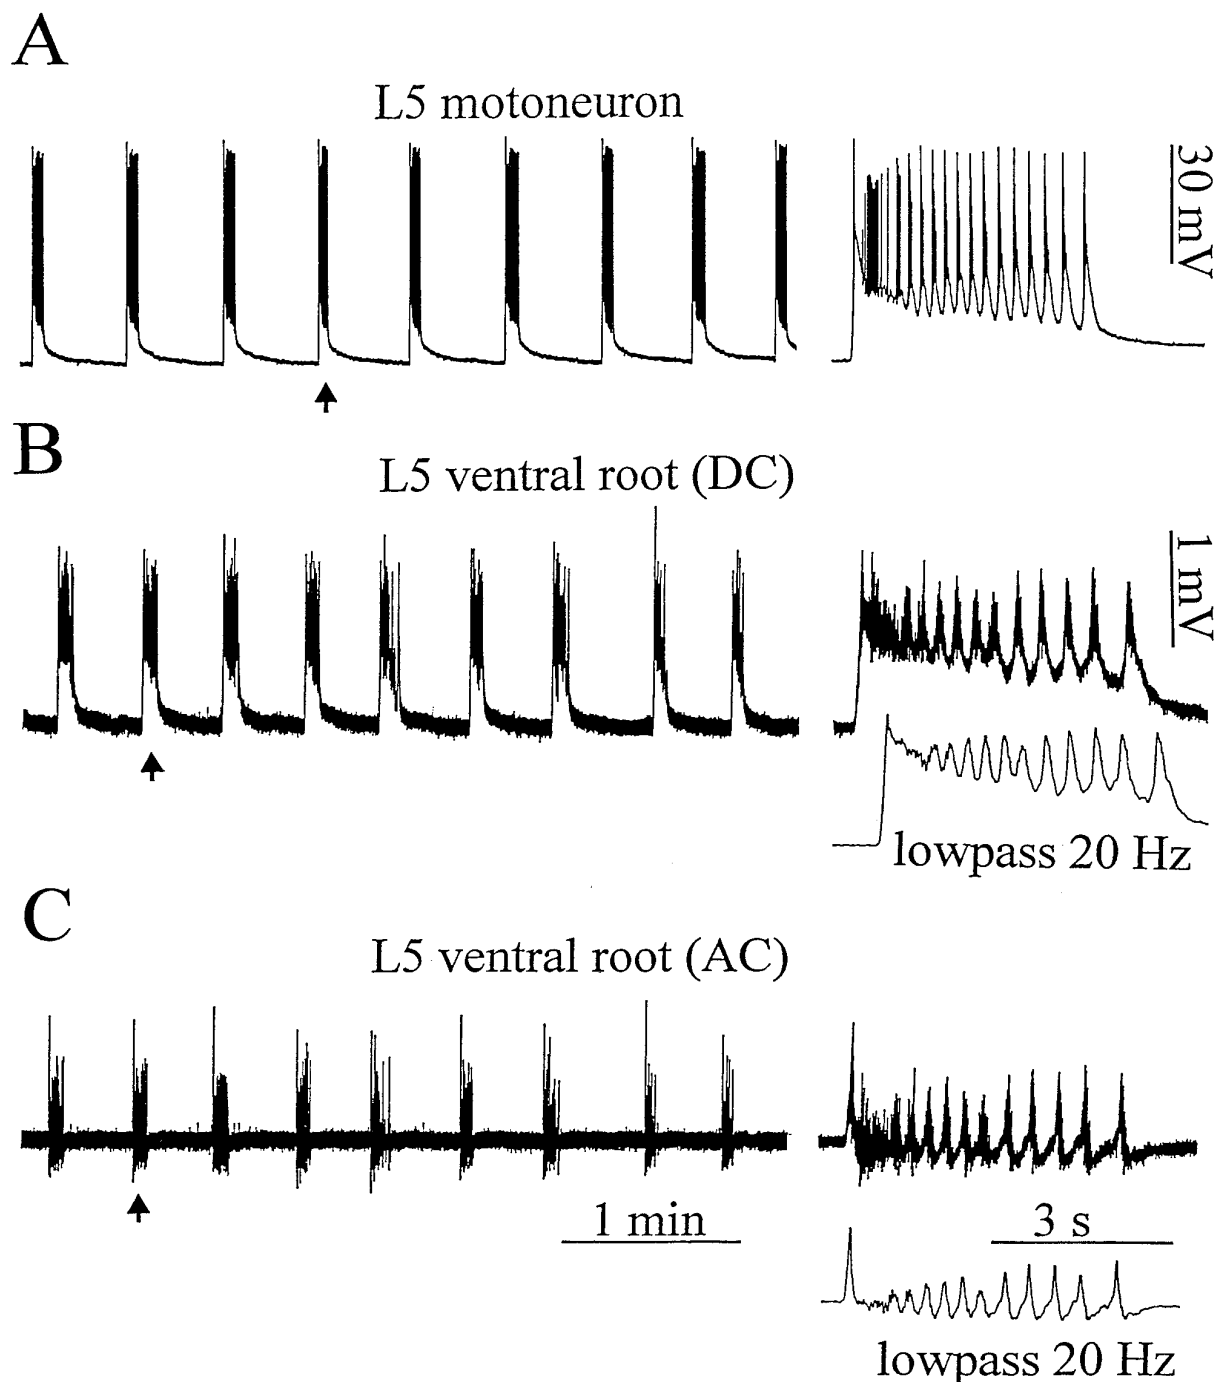 A
L5 motoneuron
30 mV
B
L5 ventral root (DC)
1 mV
lowpass 20 Hz
C
L5 ventral root (AC)
1 min
3 s
lowpass 20 Hz